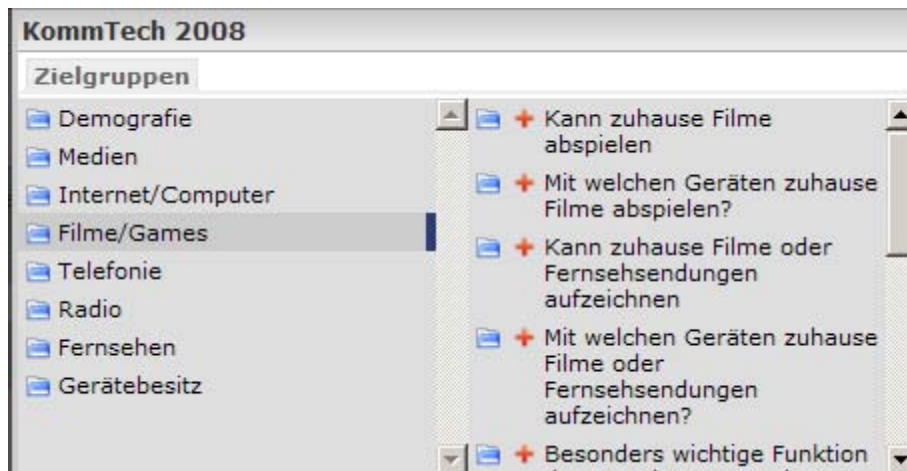 KommTech 2008
Zielgruppen
Demografie
Medien
Internet/Computer
Filme/Games
Telefonie
Radio
Fernsehen
Gerätebesitz
Kann zuhause Filme
abspielen
Mit welchen Geräten zuhause
Filme abspielen?
Kann zuhause Filme oder
Fernsehsendungen
aufzeichnen
Mit welchen Geräten zuhause
Filme oder
Fernsehsendungen
aufzeichnen?
Besonders wichtige Funktion